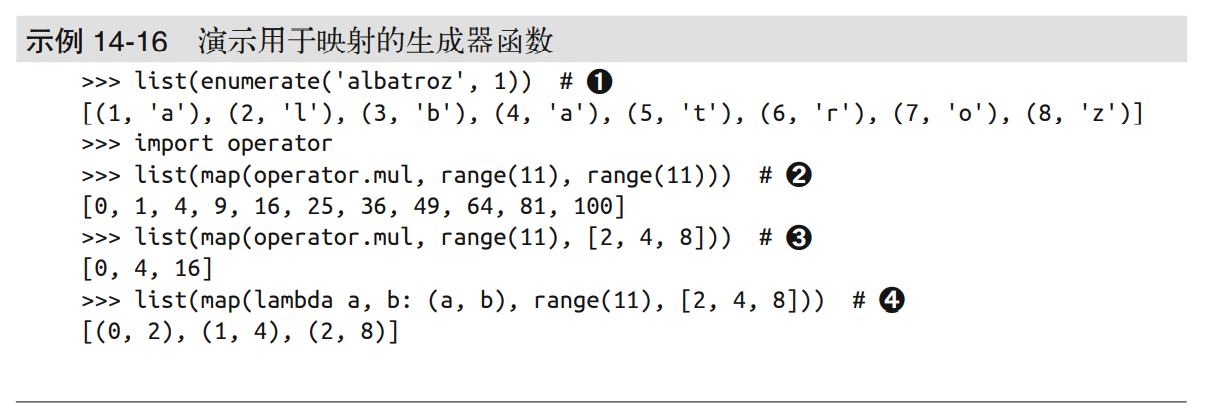 示例 14-16 演示用于映射的生成器函数
>>> list(enumerate('albatroz', 1))  # ❶
[(1, 'a'), (2, 'l'), (3, 'b'), (4, 'a'), (5, 't'), (6, 'r'), (7, 'o'), (8, 'z')]
>>> import operator
>>> list(map(operator.mul, range(11), range(11)))  # ❷
[0, 1, 4, 9, 16, 25, 36, 49, 64, 81, 100]
>>> list(map(operator.mul, range(11), [2, 4, 8]))  # ❸
[0, 4, 16]
>>> list(map(lambda a, b: (a, b), range(11), [2, 4, 8]))  # ❹
[(0, 2), (1, 4), (2, 8)]